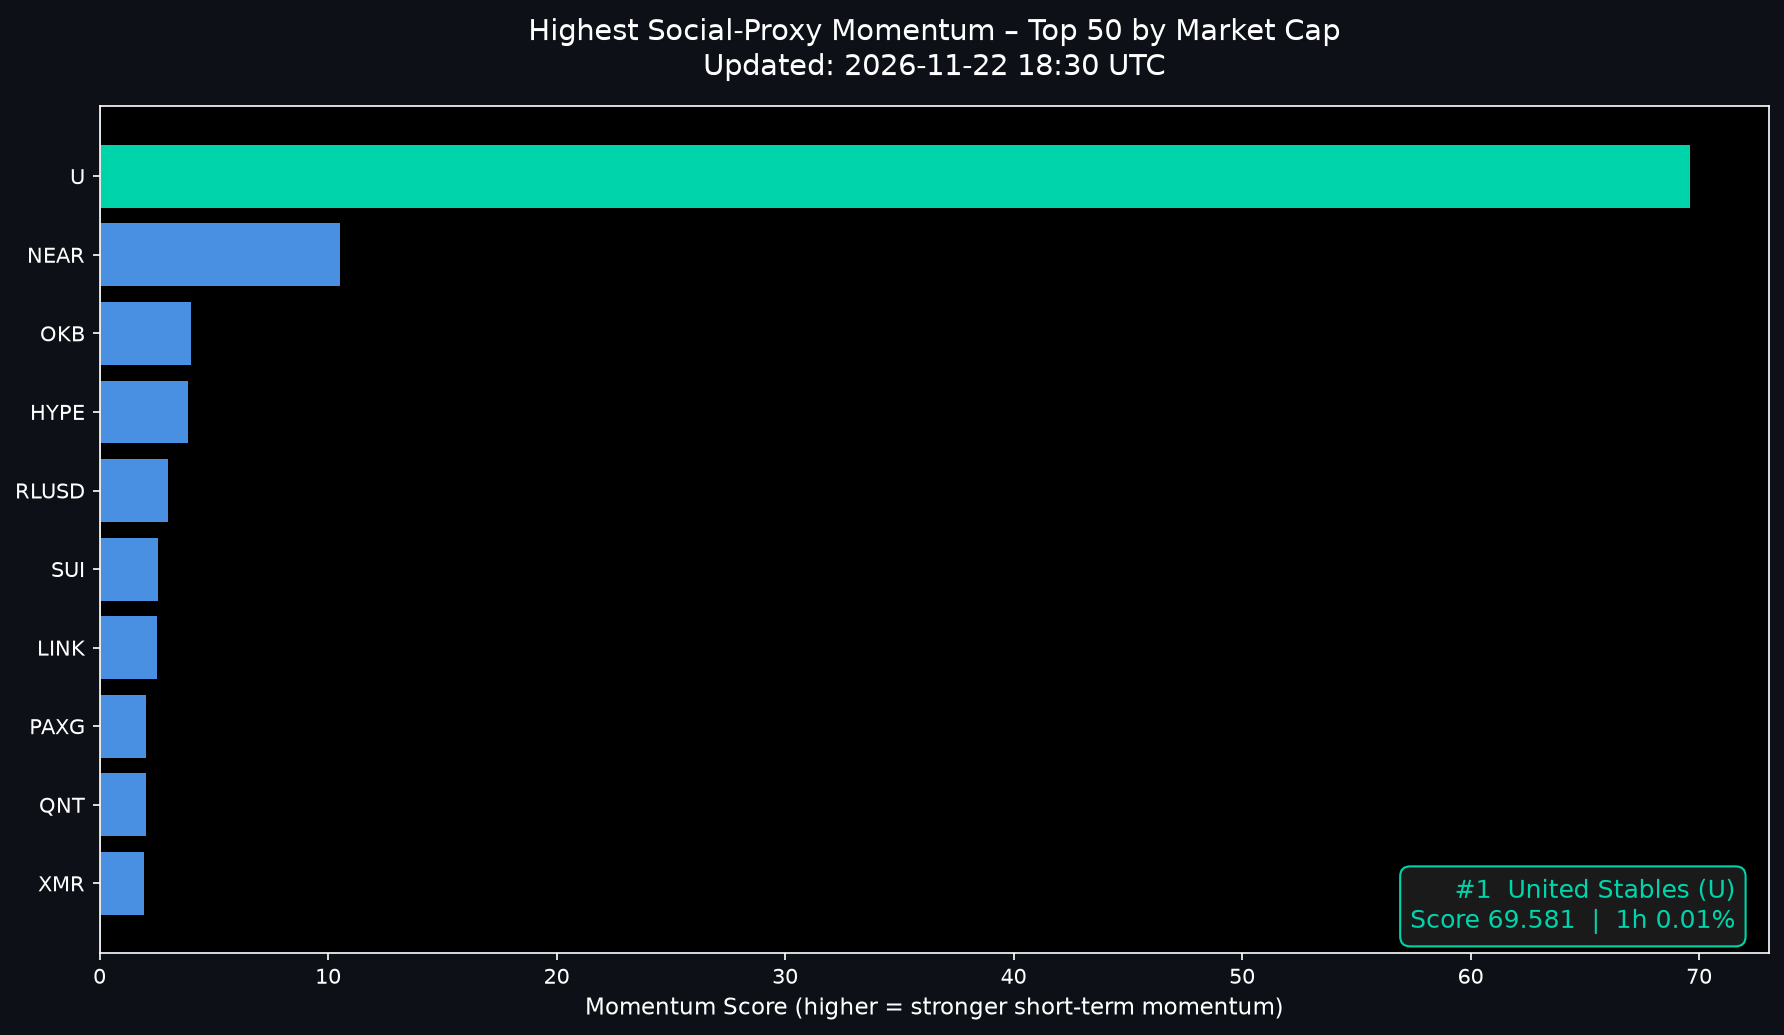 Highest Social-Proxy Momentum – Top 50 by Market Cap
Updated: 2026-11-22 18:30 UTC
U
NEAR
OKB
HYPE
RLUSD
SUI
LINK
PAXG
QNT
XMR
#1 United Stables (U)
Score 69.581 | 1h 0.01%
0 10 20 30 40 50 60 70
Momentum Score (higher = stronger short-term momentum)